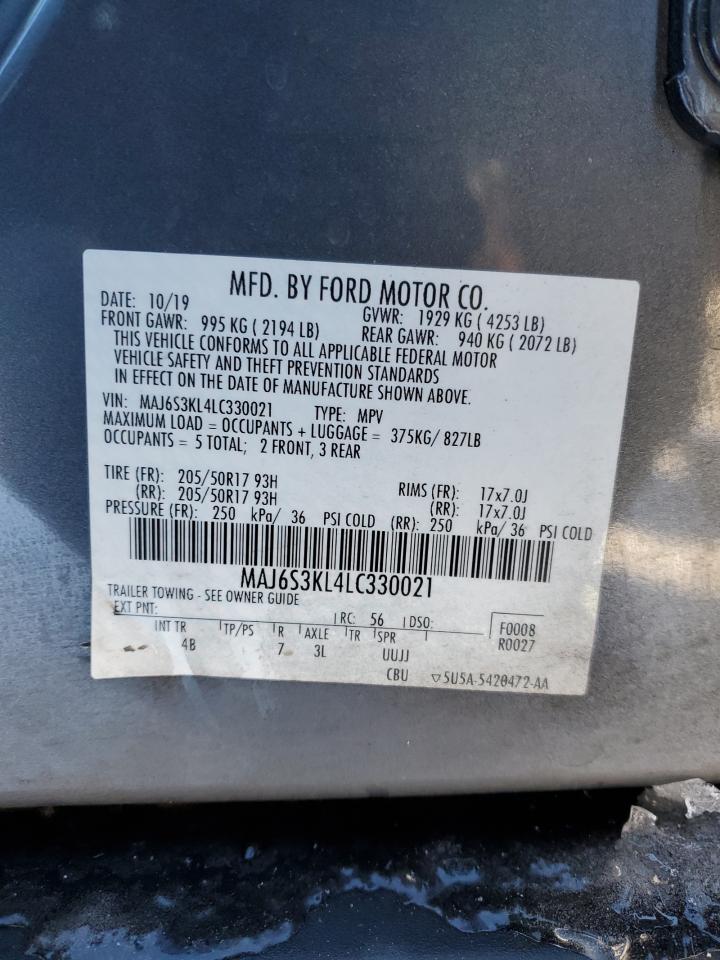 MFD. BY FORD MOTOR CO.
DATE: 10/19 GVWR: 1929 KG ( 4253 LB)
FRONT GAWR: 995 KG ( 2194 LB) REAR GAWR: 940 KG ( 2072 LB)
THIS VEHICLE CONFORMS TO ALL APPLICABLE FEDERAL MOTOR
VEHICLE SAFETY AND THEFT PREVENTION STANDARDS
IN EFFECT ON THE DATE OF MANUFACTURE SHOWN ABOVE.
VIN: MAJ6S3KL4LC330021 TYPE: MPV
MAXIMUM LOAD = OCCUPANTS + LUGGAGE = 375KG/ 827LB
OCCUPANTS = 5 TOTAL; 2 FRONT, 3 REAR
TIRE (FR): 205/50R17 93H RIMS (FR): 17x7.0J
(RR): 205/50R17 93H (RR): 17x7.0J
PRESSURE (FR): 250 kPa/ 36 PSI COLD (RR): 250 kPa/ 36 PSI COLD
MAJ6S3KL4LC330021
TRAILER TOWING - SEE OWNER GUIDE
EXT PNT: RC: 56 DSO: F0008
INT TR TP/PS R AXLE TR SPR R0027
4B 7 3L UUJJ
CBU ▽5U5A-5420472-AA